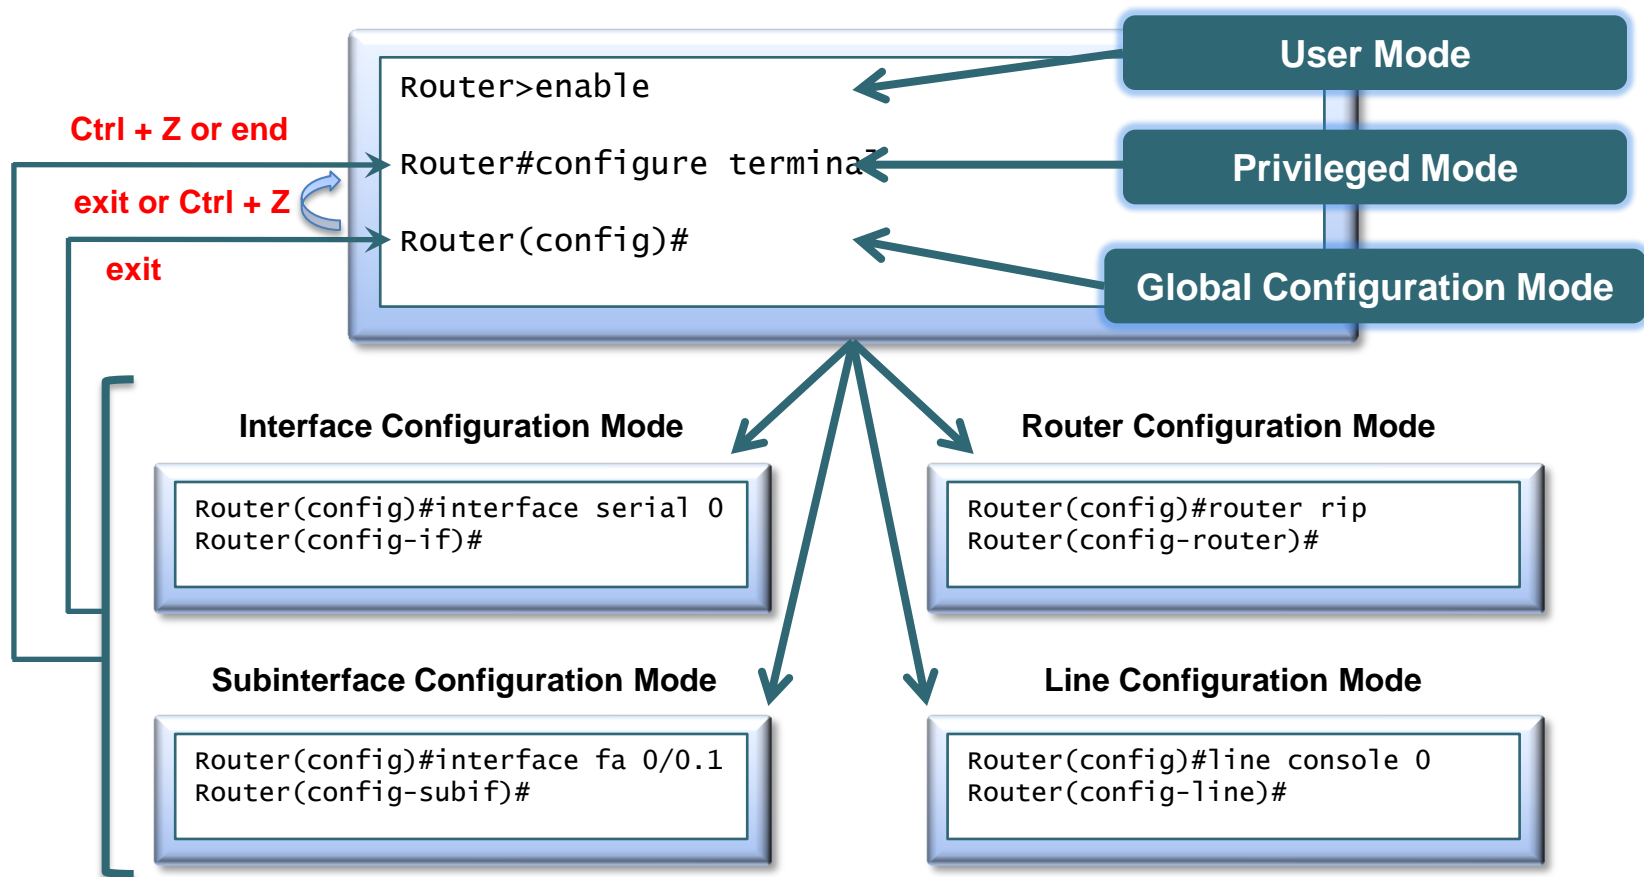 User Mode
Router>enable
Ctrl + Z or end
Router#configure terminal
Privileged Mode
exit or Ctrl + Z
Router(config)#
exit
Global Configuration Mode
Interface Configuration Mode
Router(config)#interface serial 0
Router(config-if)#
Router Configuration Mode
Router(config)#router rip
Router(config-router)#
Subinterface Configuration Mode
Router(config)#interface fa 0/0.1
Router(config-subif)#
Line Configuration Mode
Router(config)#line console 0
Router(config-line)#